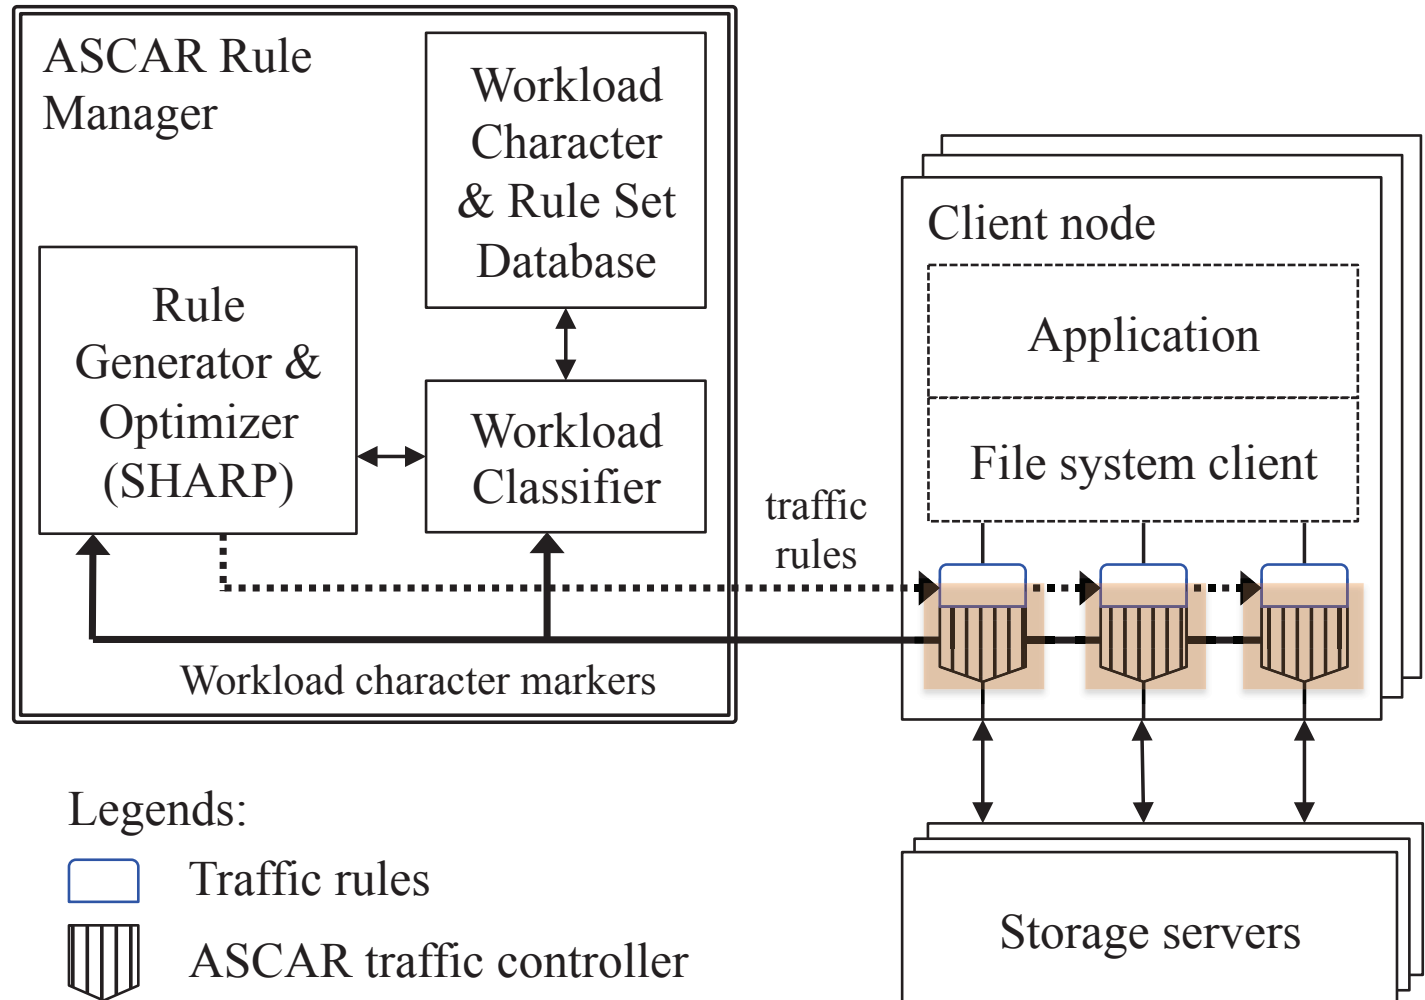 ASCAR Rule
Manager
Workload
Character
& Rule Set
Database
Rule
Generator &
Optimizer
(SHARP)
Workload
Classifier
Workload character markers
traffic
rules
Client node
Application
File system client
Storage servers
Legends:
Traffic rules
ASCAR traffic controller